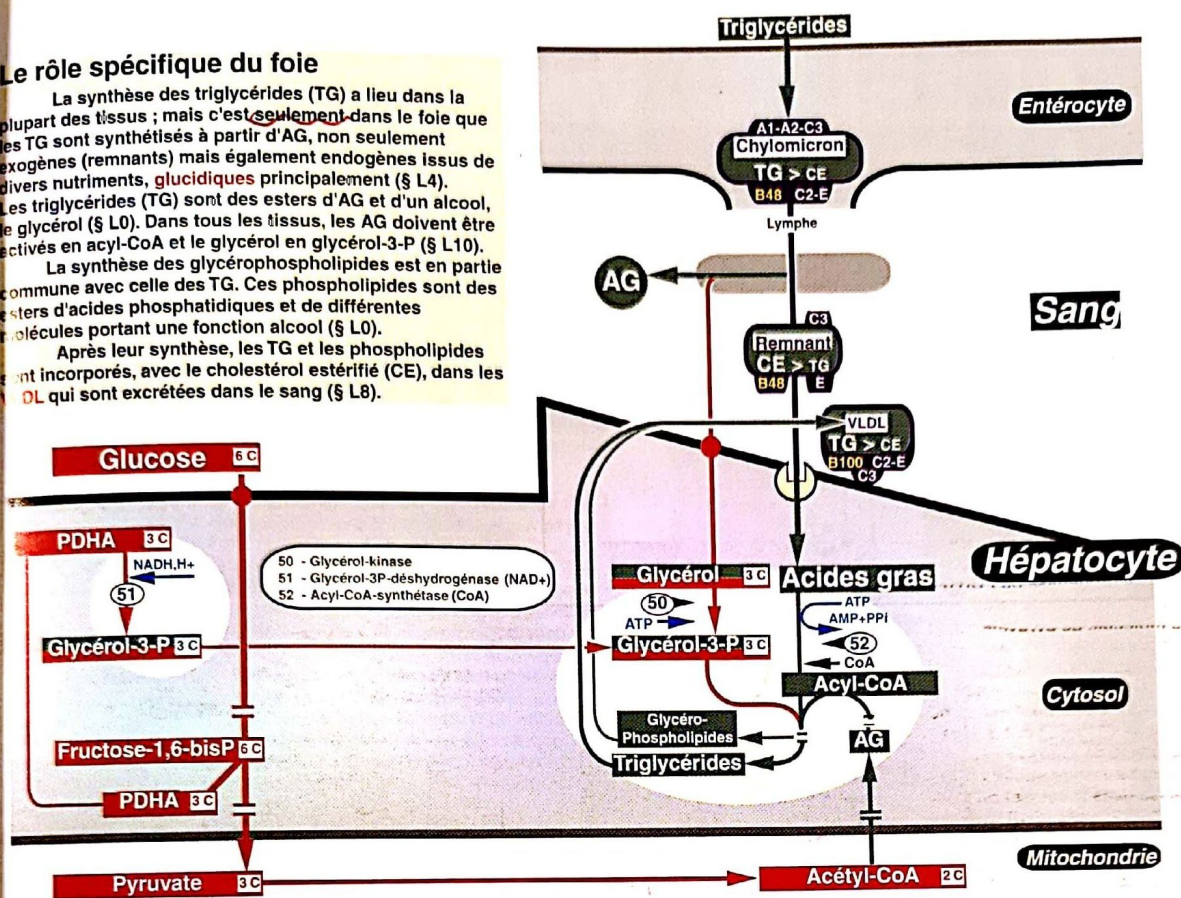 Le rôle spécifique du foie
La synthèse des triglycérides (TG) a lieu dans la
plupart des tissus ; mais c'est seulement dans le foie que
les TG sont synthétisés à partir d'AG, non seulement
exogènes (remnants) mais également endogènes issus de
divers nutriments, glucidiques principalement (§ L4).
Les triglycérides (TG) sont des esters d'AG et d'un alcool,
le glycérol (§ L0). Dans tous les tissus, les AG doivent être
activés en acyl-CoA et le glycérol en glycérol-3-P (§ L10).
La synthèse des glycérophospholipides est en partie
commune avec celle des TG. Ces phospholipides sont des
esters d'acides phosphatidiques et de différentes
molécules portant une fonction alcool (§ L0).
Après leur synthèse, les TG et les phospholipides
sont incorporés, avec le cholestérol estérifié (CE), dans les
VLDL qui sont excrétées dans le sang (§ L8).
Triglycérides
Entérocyte
A1-A2-C3
Chylomicron
TG > CE
B48 C2-E
Lymphe
AG
Sang
C3
Remnant
CE > TG
B48 E
VLDL
TG > CE
B100 C2-E
C3
Glucose 6 C
PDHA 3 C
NADH,H+
51
Glycérol-3-P 3 C
50 - Glycérol-kinase
51 - Glycérol-3P-déshydrogénase (NAD+)
52 - Acyl-CoA-synthétase (CoA)
Hépatocyte
Glycérol 3 C
Acides gras
50
ATP
ATP
AMP+PPi
52
Glycérol-3-P 3 C
CoA
Acyl-CoA
Cytosol
Glycéro-
Phospholipides
AG
Triglycérides
Fructose-1,6-bisP 6 C
PDHA 3 C
Mitochondrie
Pyruvate 3 C
Acétyl-CoA 2 C